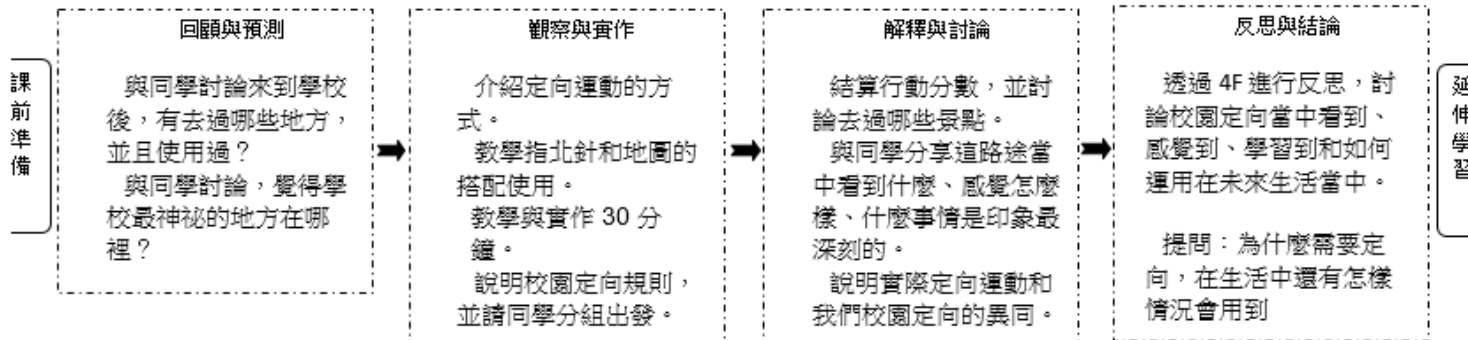 課
前
準
備
回顧與預測
與同學討論來到學校
後，有去過哪些地方，
並且使用過？
與同學討論，覺得學
校最神祕的地方在哪
裡？
觀察與實作
介紹定向運動的方
式。
教學指北針和地圖的
搭配使用。
教學與實作 30 分
鐘。
說明校園定向規則，
並請同學分組出發。
解釋與討論
結算行動分數，並討
論去過哪些景點。
與同學分享這路途當
中看到什麼、感覺怎麼
樣、什麼事情是印象最
深刻的。
說明實際定向運動和
我們校園定向的異同。
反思與結論
透過 4F 進行反思，討
論校園定向當中看到、
感覺到、學習到和如何
運用在未來生活當中。
提問：為什麼需要定
向，在生活中還有怎樣
情況會用到
延
伸
學
習